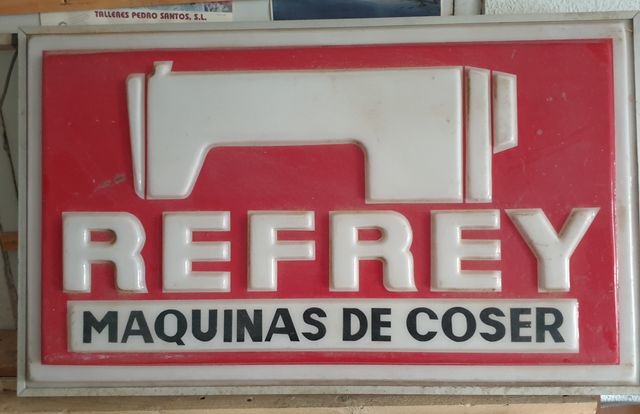 TALLERES PEDRO SANTOS, S.L.
REFREY
MAQUINAS DE COSER